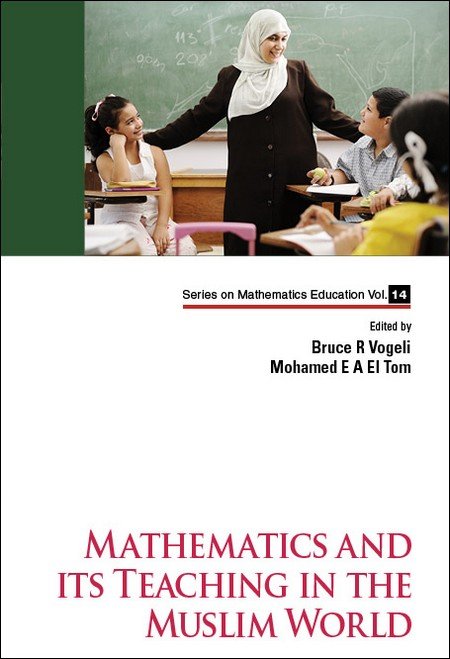 Series on Mathematics Education Vol. 14
Edited by
Bruce R Vogeli
Mohamed E A El Tom
MATHEMATICS AND
ITS TEACHING IN THE
MUSLIM WORLD